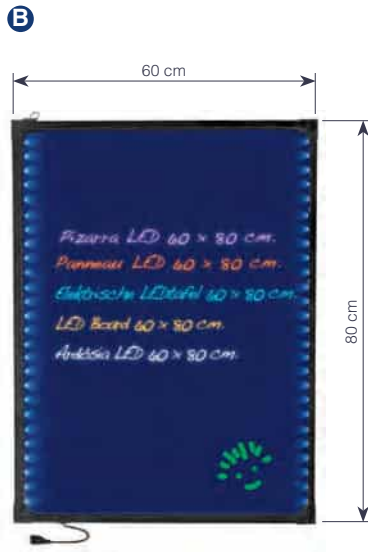 B
60 cm
Pizarra LED 60 x 80 cm.
Panneau LED 60 x 80 cm.
Elektrische LEDtafel 60 x 80 cm.
LED Board 60 x 80 cm.
Ardósia LED 60 x 80 cm.
80 cm